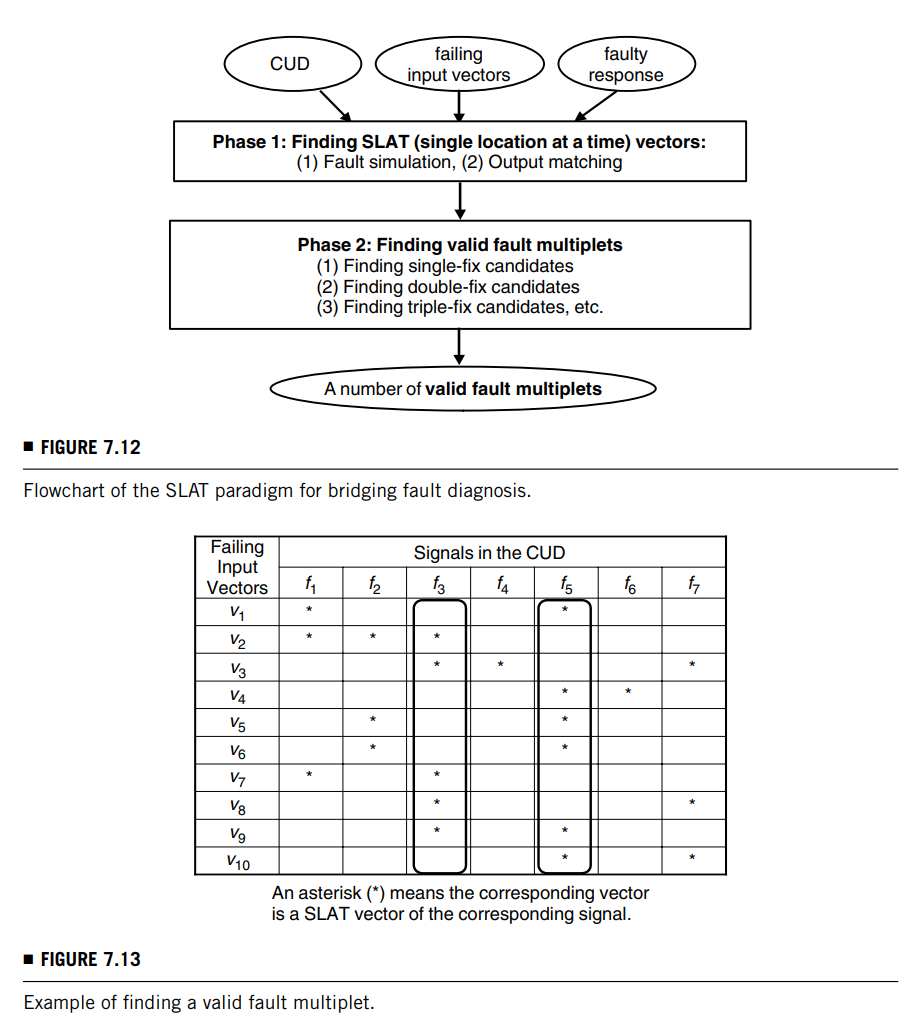 CUD
failing
input vectors
faulty
response
Phase 1: Finding SLAT (single location at a time) vectors:
(1) Fault simulation, (2) Output matching
Phase 2: Finding valid fault multiplets
(1) Finding single-fix candidates
(2) Finding double-fix candidates
(3) Finding triple-fix candidates, etc.
A number of valid fault multiplets
■ FIGURE 7.12
Flowchart of the SLAT paradigm for bridging fault diagnosis.
Failing
Input
Vectors
Signals in the CUD
f1 f2 f3 f4 f5 f6 f7
v1 * *
v2 * * *
v3 * * *
v4 * *
v5 * *
v6 * *
v7 * *
v8 * *
v9 * *
v10 * *
An asterisk (*) means the corresponding vector
is a SLAT vector of the corresponding signal.
■ FIGURE 7.13
Example of finding a valid fault multiplet.